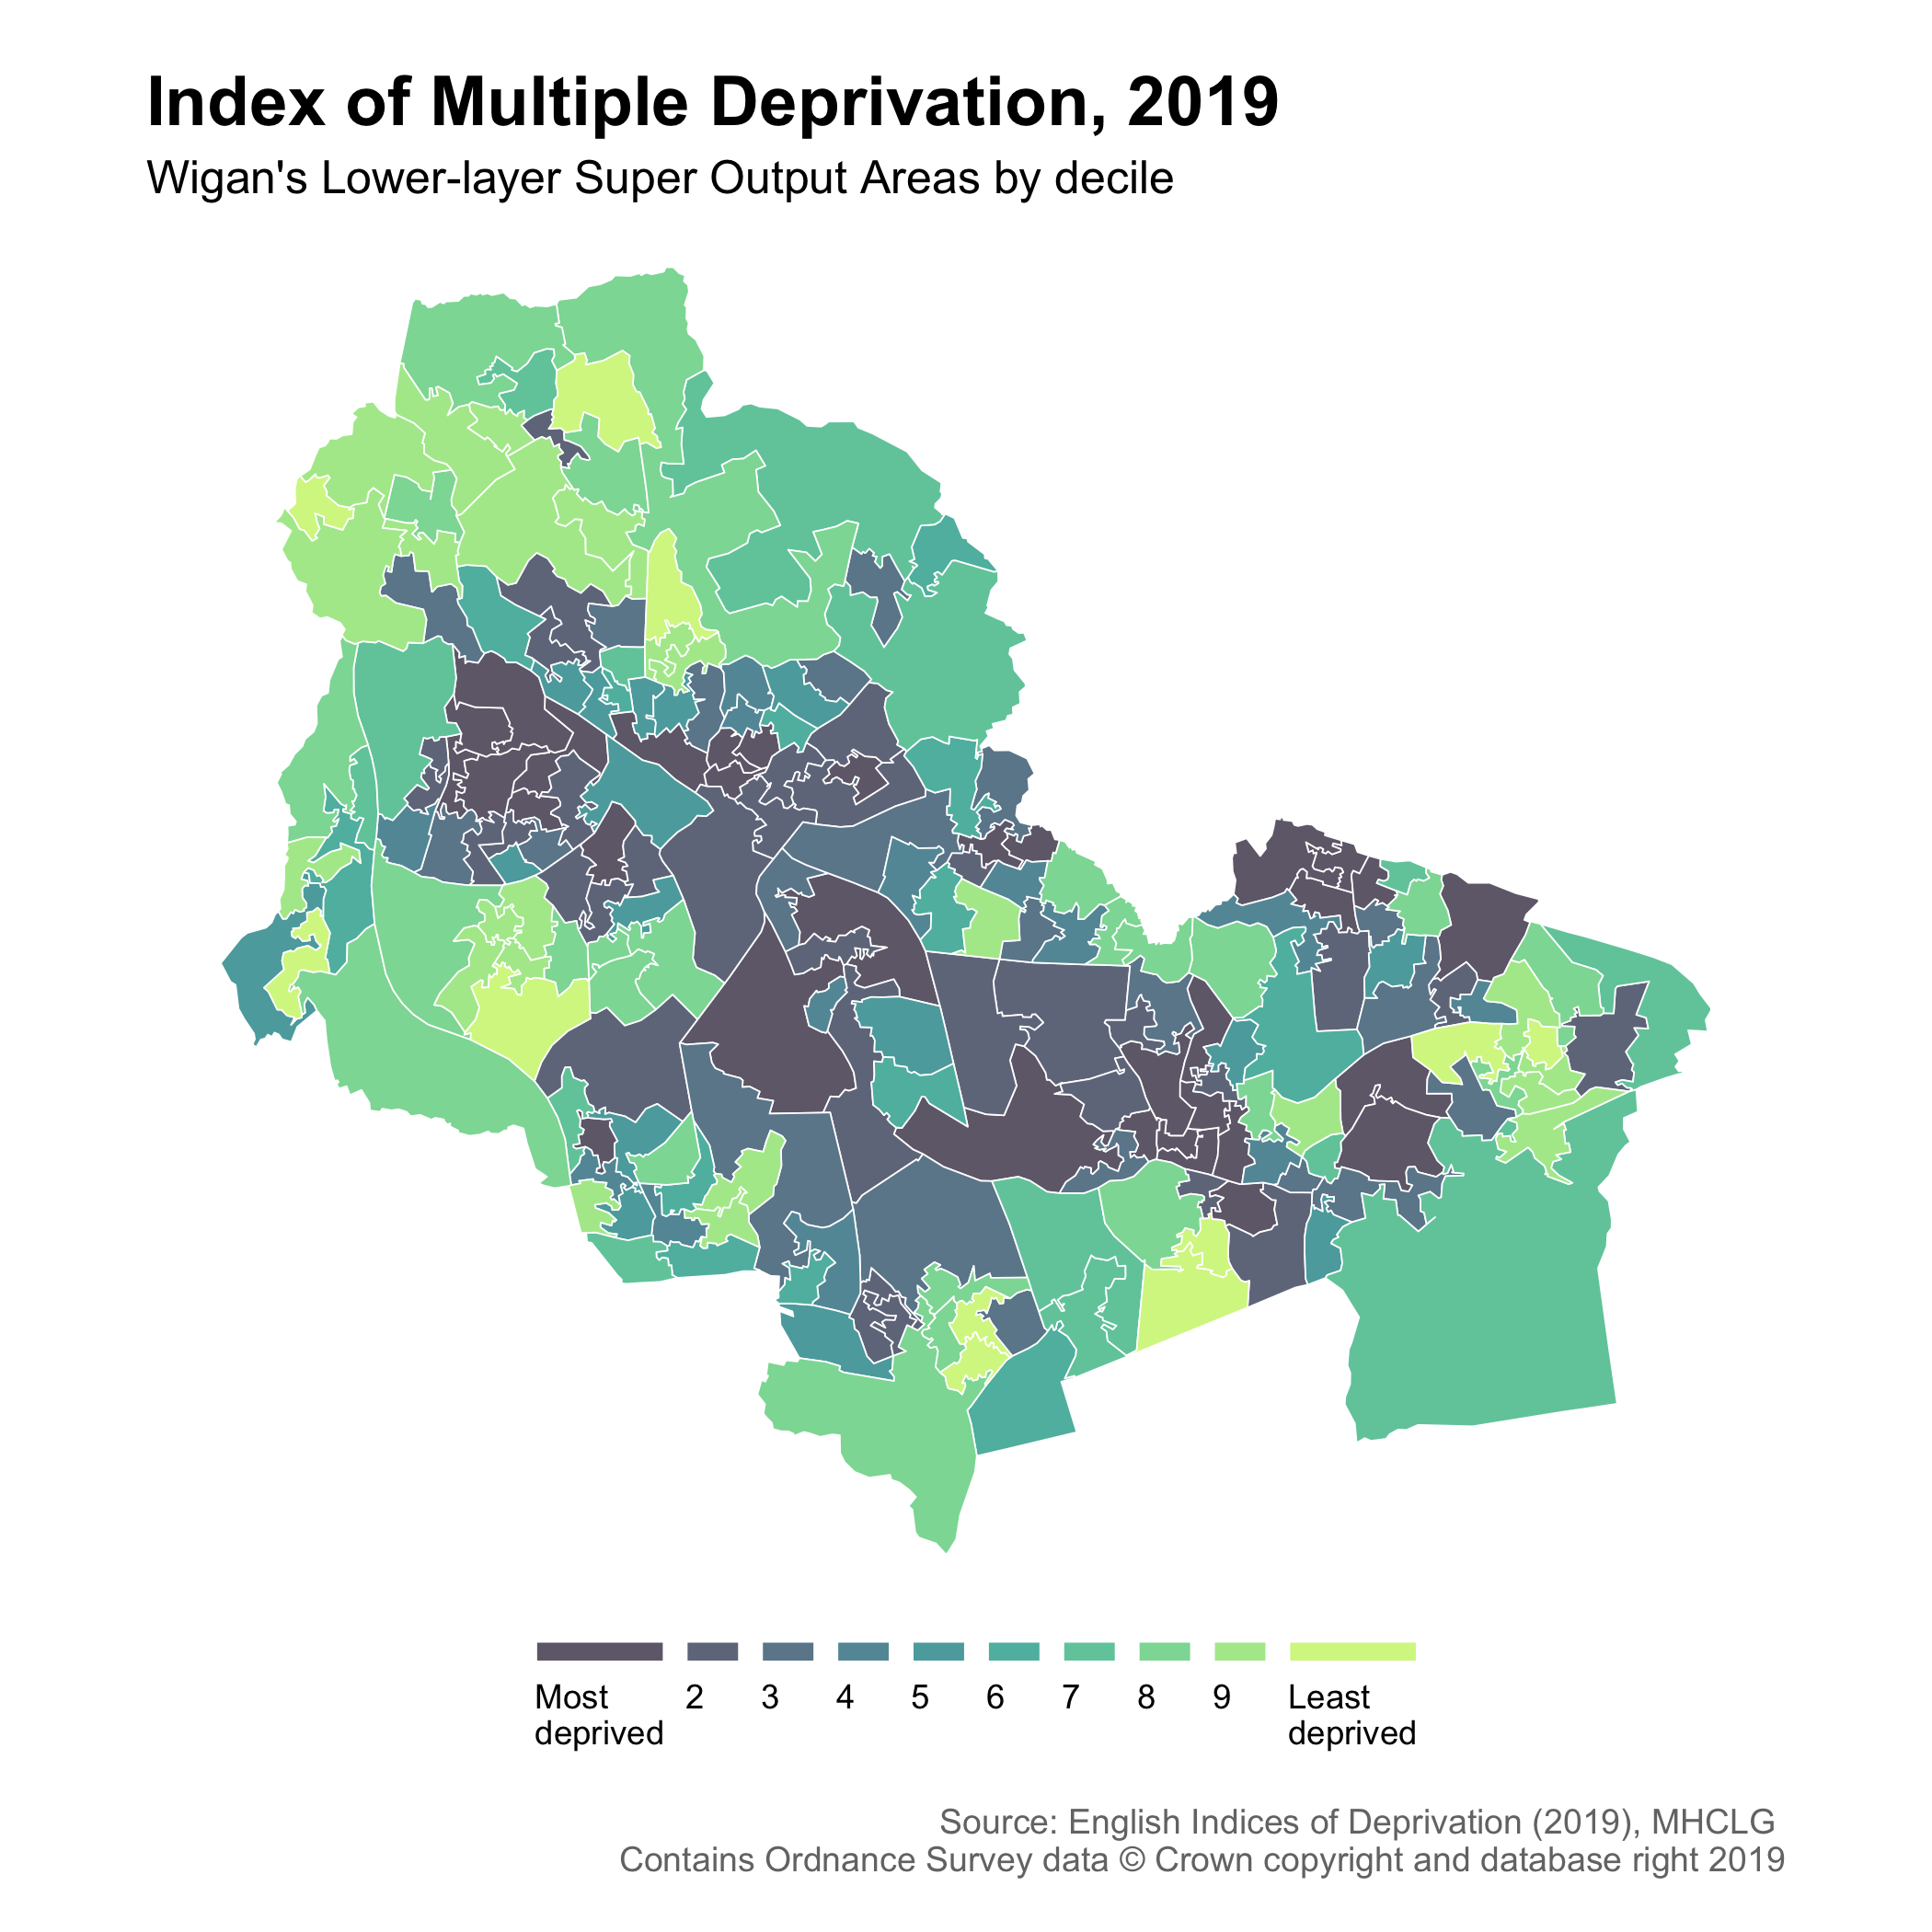 Index of Multiple Deprivation, 2019
Wigan's Lower-layer Super Output Areas by decile
Most deprived 2 3 4 5 6 7 8 9 Least deprived
Source: English Indices of Deprivation (2019), MHCLG
Contains Ordnance Survey data © Crown copyright and database right 2019